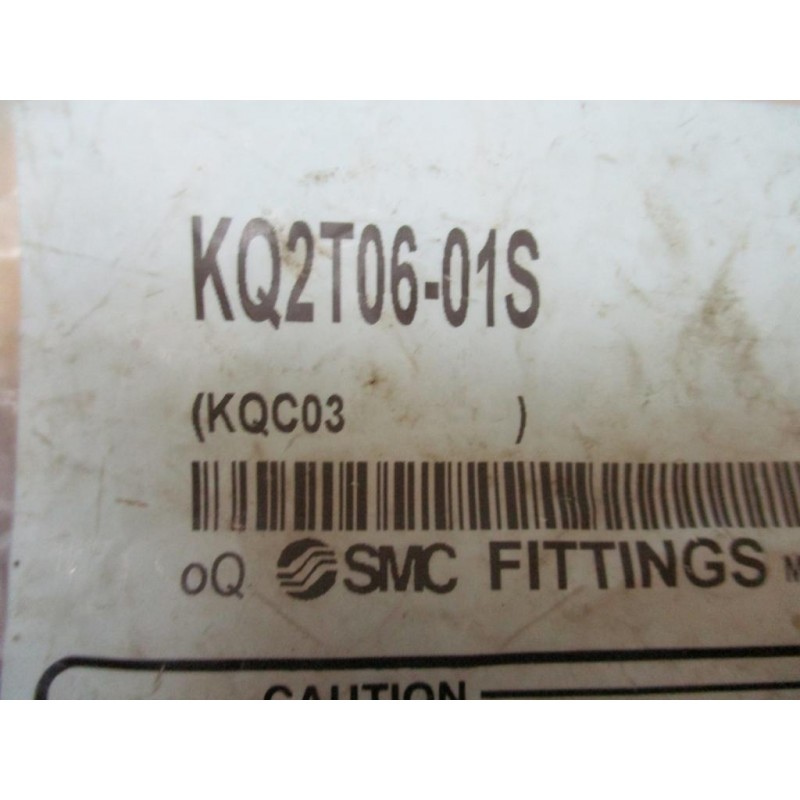 KQ2T06-01S
(KQC03 )
oQ SMC FITTINGS M
CAUTION